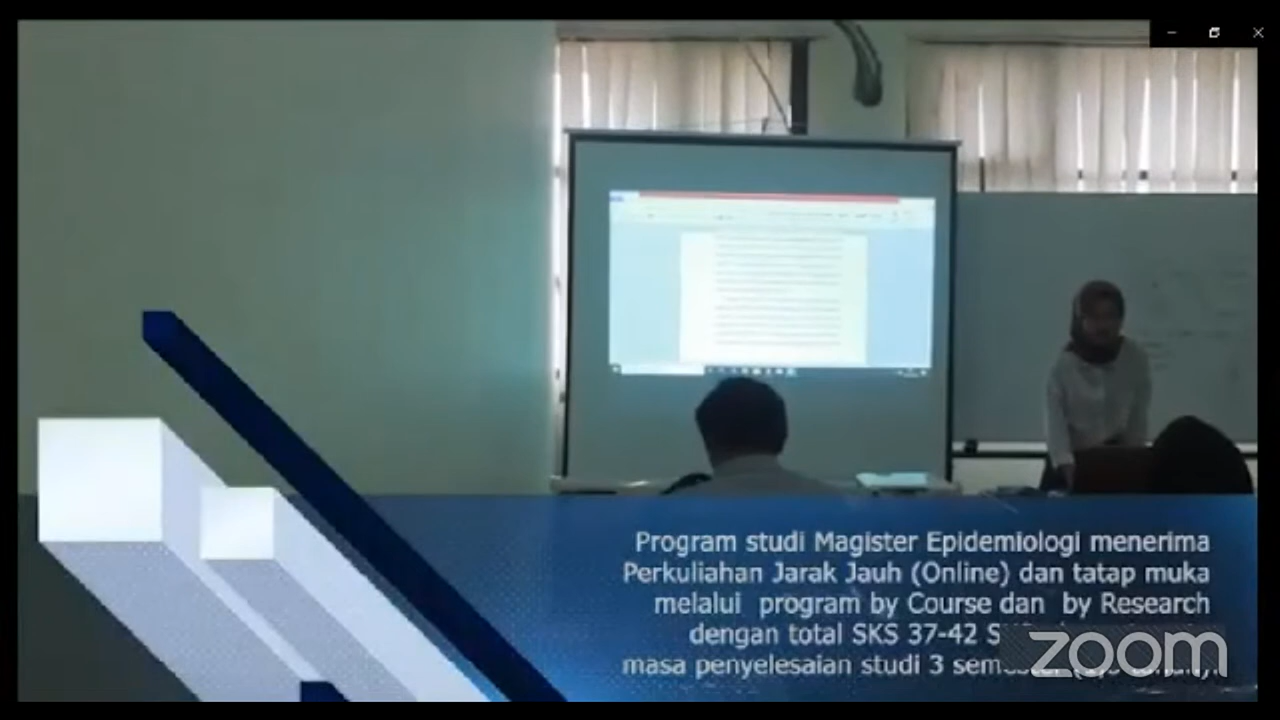 Program studi Magister Epidemiologi menerima
Perkuliahan Jarak Jauh (Online) dan tatap muka
melalui program by Course dan by Research
dengan total SKS 37-42
masa penyelesaian studi 3
zoom